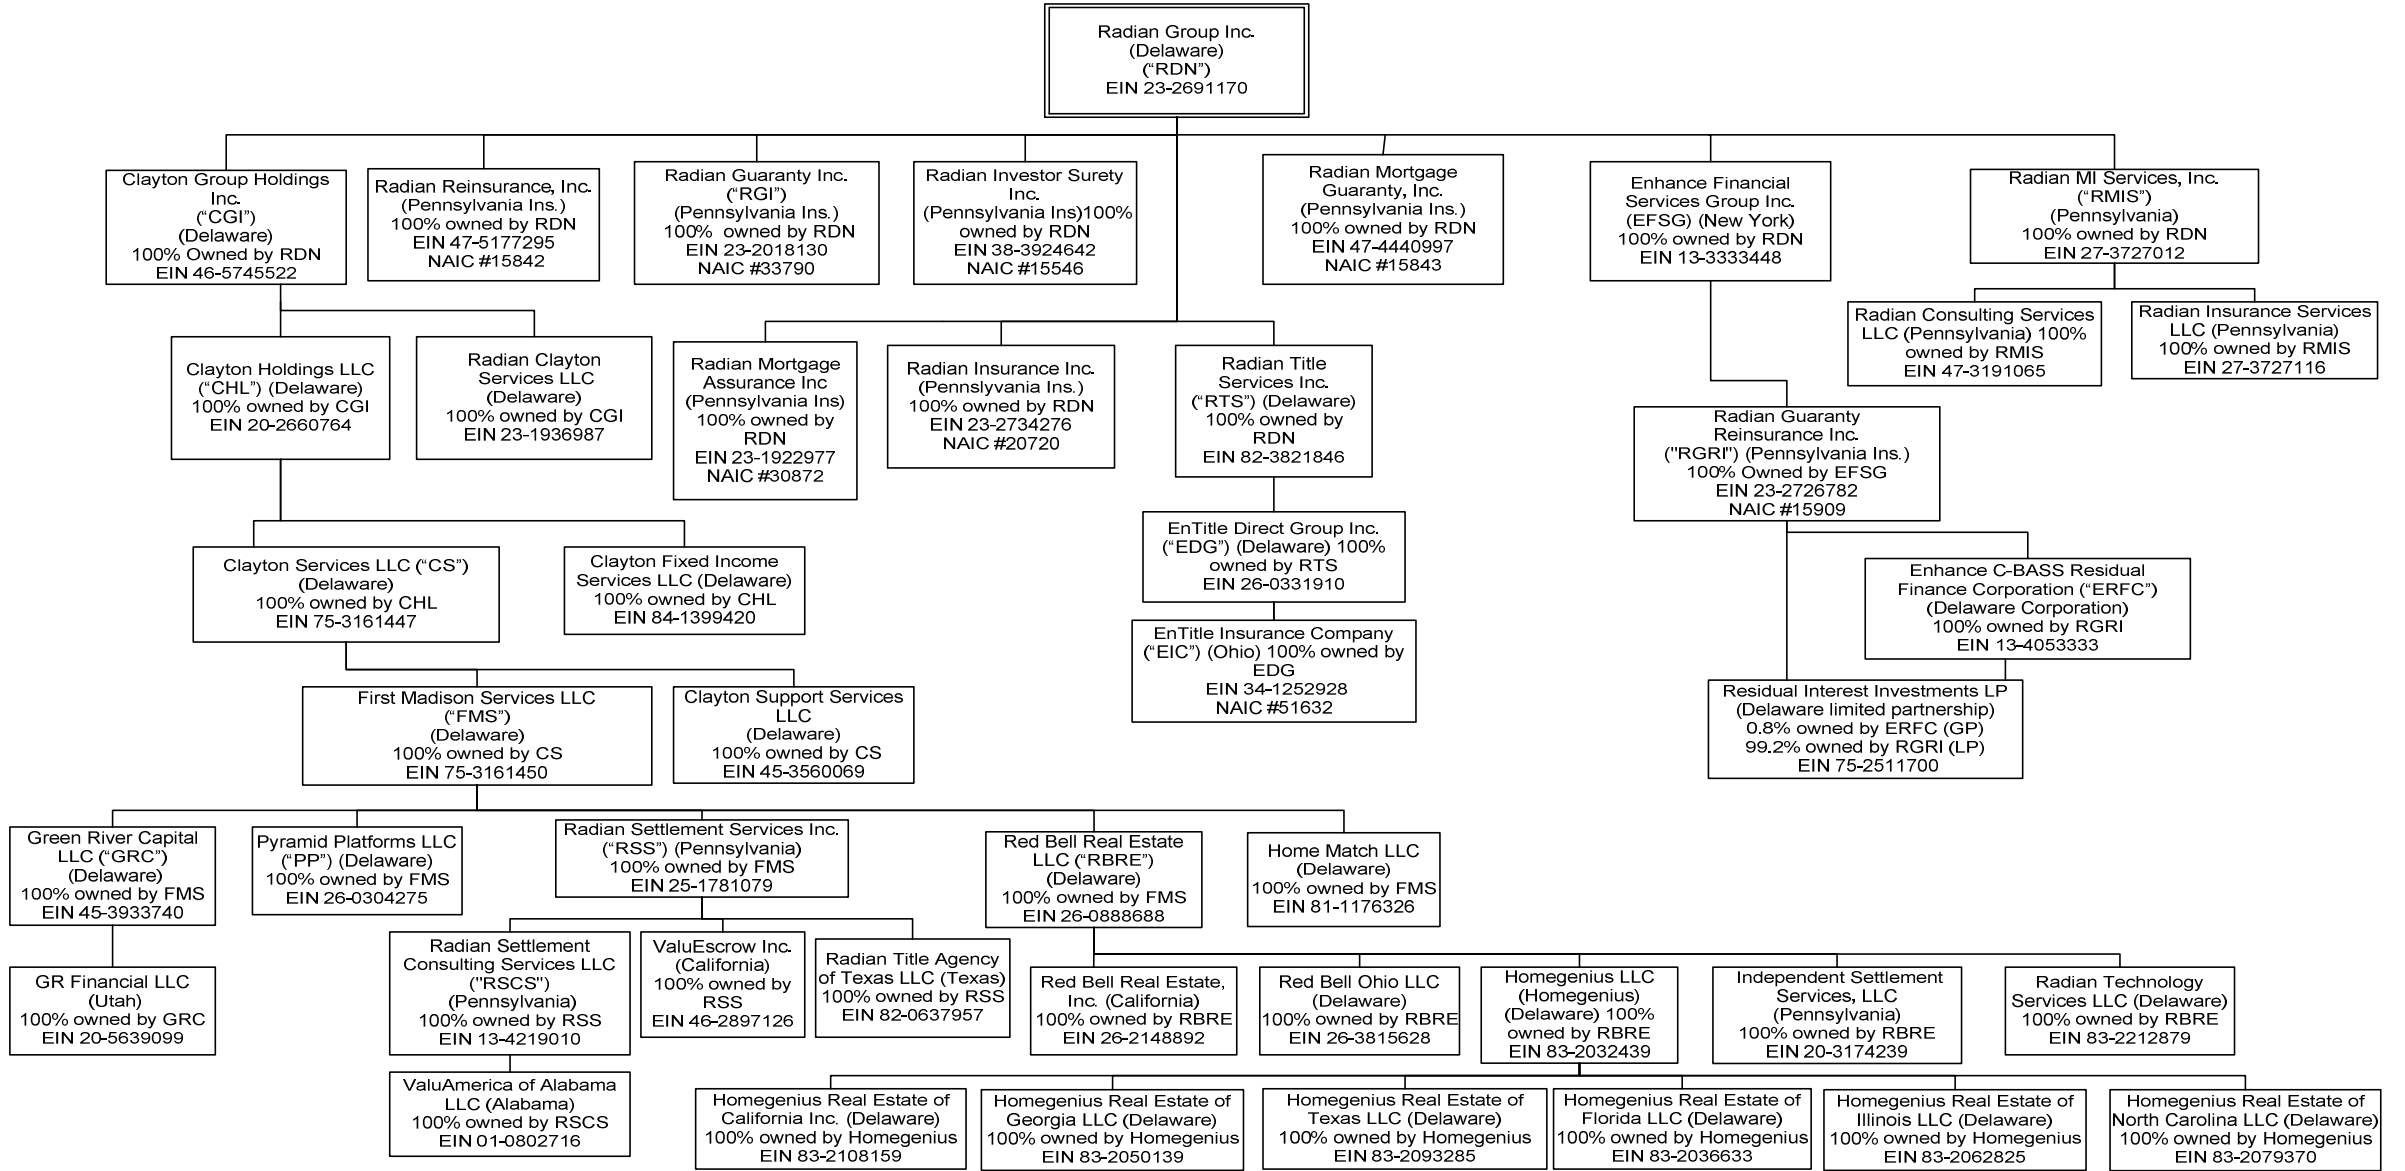 Radian Group Inc.
(Delaware)
(“RDN”)
EIN 23-2691170
Clayton Group Holdings
Inc.
(“CGI”)
(Delaware)
100% Owned by RDN
EIN 46-5745522
Radian Reinsurance, Inc.
(Pennsylvania Ins.)
100% owned by RDN
EIN 47-5177295
NAIC #15842
Radian Guaranty Inc.
(“RGI”)
(Pennsylvania Ins.)
100% owned by RDN
EIN 23-2018130
NAIC #33790
Radian Investor Surety
Inc.
(Pennsylvania Ins)100%
owned by RDN
EIN 38-3924642
NAIC #15546
Radian Mortgage
Guaranty, Inc.
(Pennsylvania Ins.)
100% owned by RDN
EIN 47-4440997
NAIC #15843
Enhance Financial
Services Group Inc.
(EFSG) (New York)
100% owned by RDN
EIN 13-3333448
Radian MI Services, Inc.
(“RMIS”)
(Pennsylvania)
100% owned by RDN
EIN 27-3727012
Radian Consulting Services
LLC (Pennsylvania) 100%
owned by RMIS
EIN 47-3191065
Radian Insurance Services
LLC (Pennsylvania)
100% owned by RMIS
EIN 27-3727116
Clayton Holdings LLC
(“CHL”) (Delaware)
100% owned by CGI
EIN 20-2660764
Radian Clayton
Services LLC
(Delaware)
100% owned by CGI
EIN 23-1936987
Radian Mortgage
Assurance Inc
(Pennsylvania Ins)
100% owned by
RDN
EIN 23-1922977
NAIC #30872
Radian Insurance Inc.
(Pennslyvania Ins.)
100% owned by RDN
EIN 23-2734276
NAIC #20720
Radian Title
Services Inc.
(“RTS”) (Delaware)
100% owned by
RDN
EIN 82-3821846
Radian Guaranty
Reinsurance Inc.
("RGRI") (Pennsylvania Ins.)
100% Owned by EFSG
EIN 23-2726782
NAIC #15909
EnTitle Direct Group Inc.
(“EDG”) (Delaware) 100%
owned by RTS
EIN 26-0331910
Clayton Services LLC (“CS”)
(Delaware)
100% owned by CHL
EIN 75-3161447
Clayton Fixed Income
Services LLC (Delaware)
100% owned by CHL
EIN 84-1399420
Enhance C-BASS Residual
Finance Corporation (“ERFC”)
(Delaware Corporation)
100% owned by RGRI
EIN 13-4053333
EnTitle Insurance Company
(“EIC”) (Ohio) 100% owned by
EDG
EIN 34-1252928
NAIC #51632
First Madison Services LLC
(“FMS”)
(Delaware)
100% owned by CS
EIN 75-3161450
Clayton Support Services
LLC
(Delaware)
100% owned by CS
EIN 45-3560069
Residual Interest Investments LP
(Delaware limited partnership)
0.8% owned by ERFC (GP)
99.2% owned by RGRI (LP)
EIN 75-2511700
Green River Capital
LLC (“GRC”)
(Delaware)
100% owned by FMS
EIN 45-3933740
Pyramid Platforms LLC
(“PP”) (Delaware)
100% owned by FMS
EIN 26-0304275
Radian Settlement Services Inc.
(“RSS”) (Pennsylvania)
100% owned by FMS
EIN 25-1781079
Red Bell Real Estate
LLC (“RBRE”)
(Delaware)
100% owned by FMS
EIN 26-0888688
Home Match LLC
(Delaware)
100% owned by FMS
EIN 81-1176326
GR Financial LLC
(Utah)
100% owned by GRC
EIN 20-5639099
Radian Settlement
Consulting Services LLC
("RSCS")
(Pennsylvania)
100% owned by RSS
EIN 13-4219010
ValuEscrow Inc.
(California)
100% owned by
RSS
EIN 46-2897126
Radian Title Agency
of Texas LLC (Texas)
100% owned by RSS
EIN 82-0637957
Red Bell Real Estate,
Inc. (California)
100% owned by RBRE
EIN 26-2148892
Red Bell Ohio LLC
(Delaware)
100% owned by RBRE
EIN 26-3815628
Homegenius LLC
(Homegenius)
(Delaware) 100%
owned by RBRE
EIN 83-2032439
Independent Settlement
Services, LLC
(Pennsylvania)
100% owned by RBRE
EIN 20-3174239
Radian Technology
Services LLC (Delaware)
100% owned by RBRE
EIN 83-2212879
ValuAmerica of Alabama
LLC (Alabama)
100% owned by RSCS
EIN 01-0802716
Homegenius Real Estate of
California Inc. (Delaware)
100% owned by Homegenius
EIN 83-2108159
Homegenius Real Estate of
Georgia LLC (Delaware)
100% owned by Homegenius
EIN 83-2050139
Homegenius Real Estate of
Texas LLC (Delaware)
100% owned by Homegenius
EIN 83-2093285
Homegenius Real Estate of
Florida LLC (Delaware)
100% owned by Homegenius
EIN 83-2036633
Homegenius Real Estate of
Illinois LLC (Delaware)
100% owned by Homegenius
EIN 83-2062825
Homegenius Real Estate of
North Carolina LLC (Delaware)
100% owned by Homegenius
EIN 83-2079370